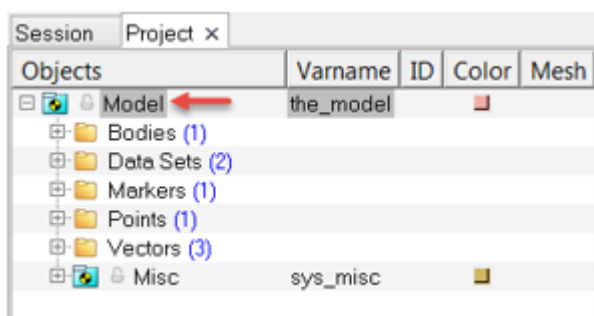 Session Project ×
Objects Varname ID Color Mesh
Model the_model
Bodies (1)
Data Sets (2)
Markers (1)
Points (1)
Vectors (3)
Misc sys_misc